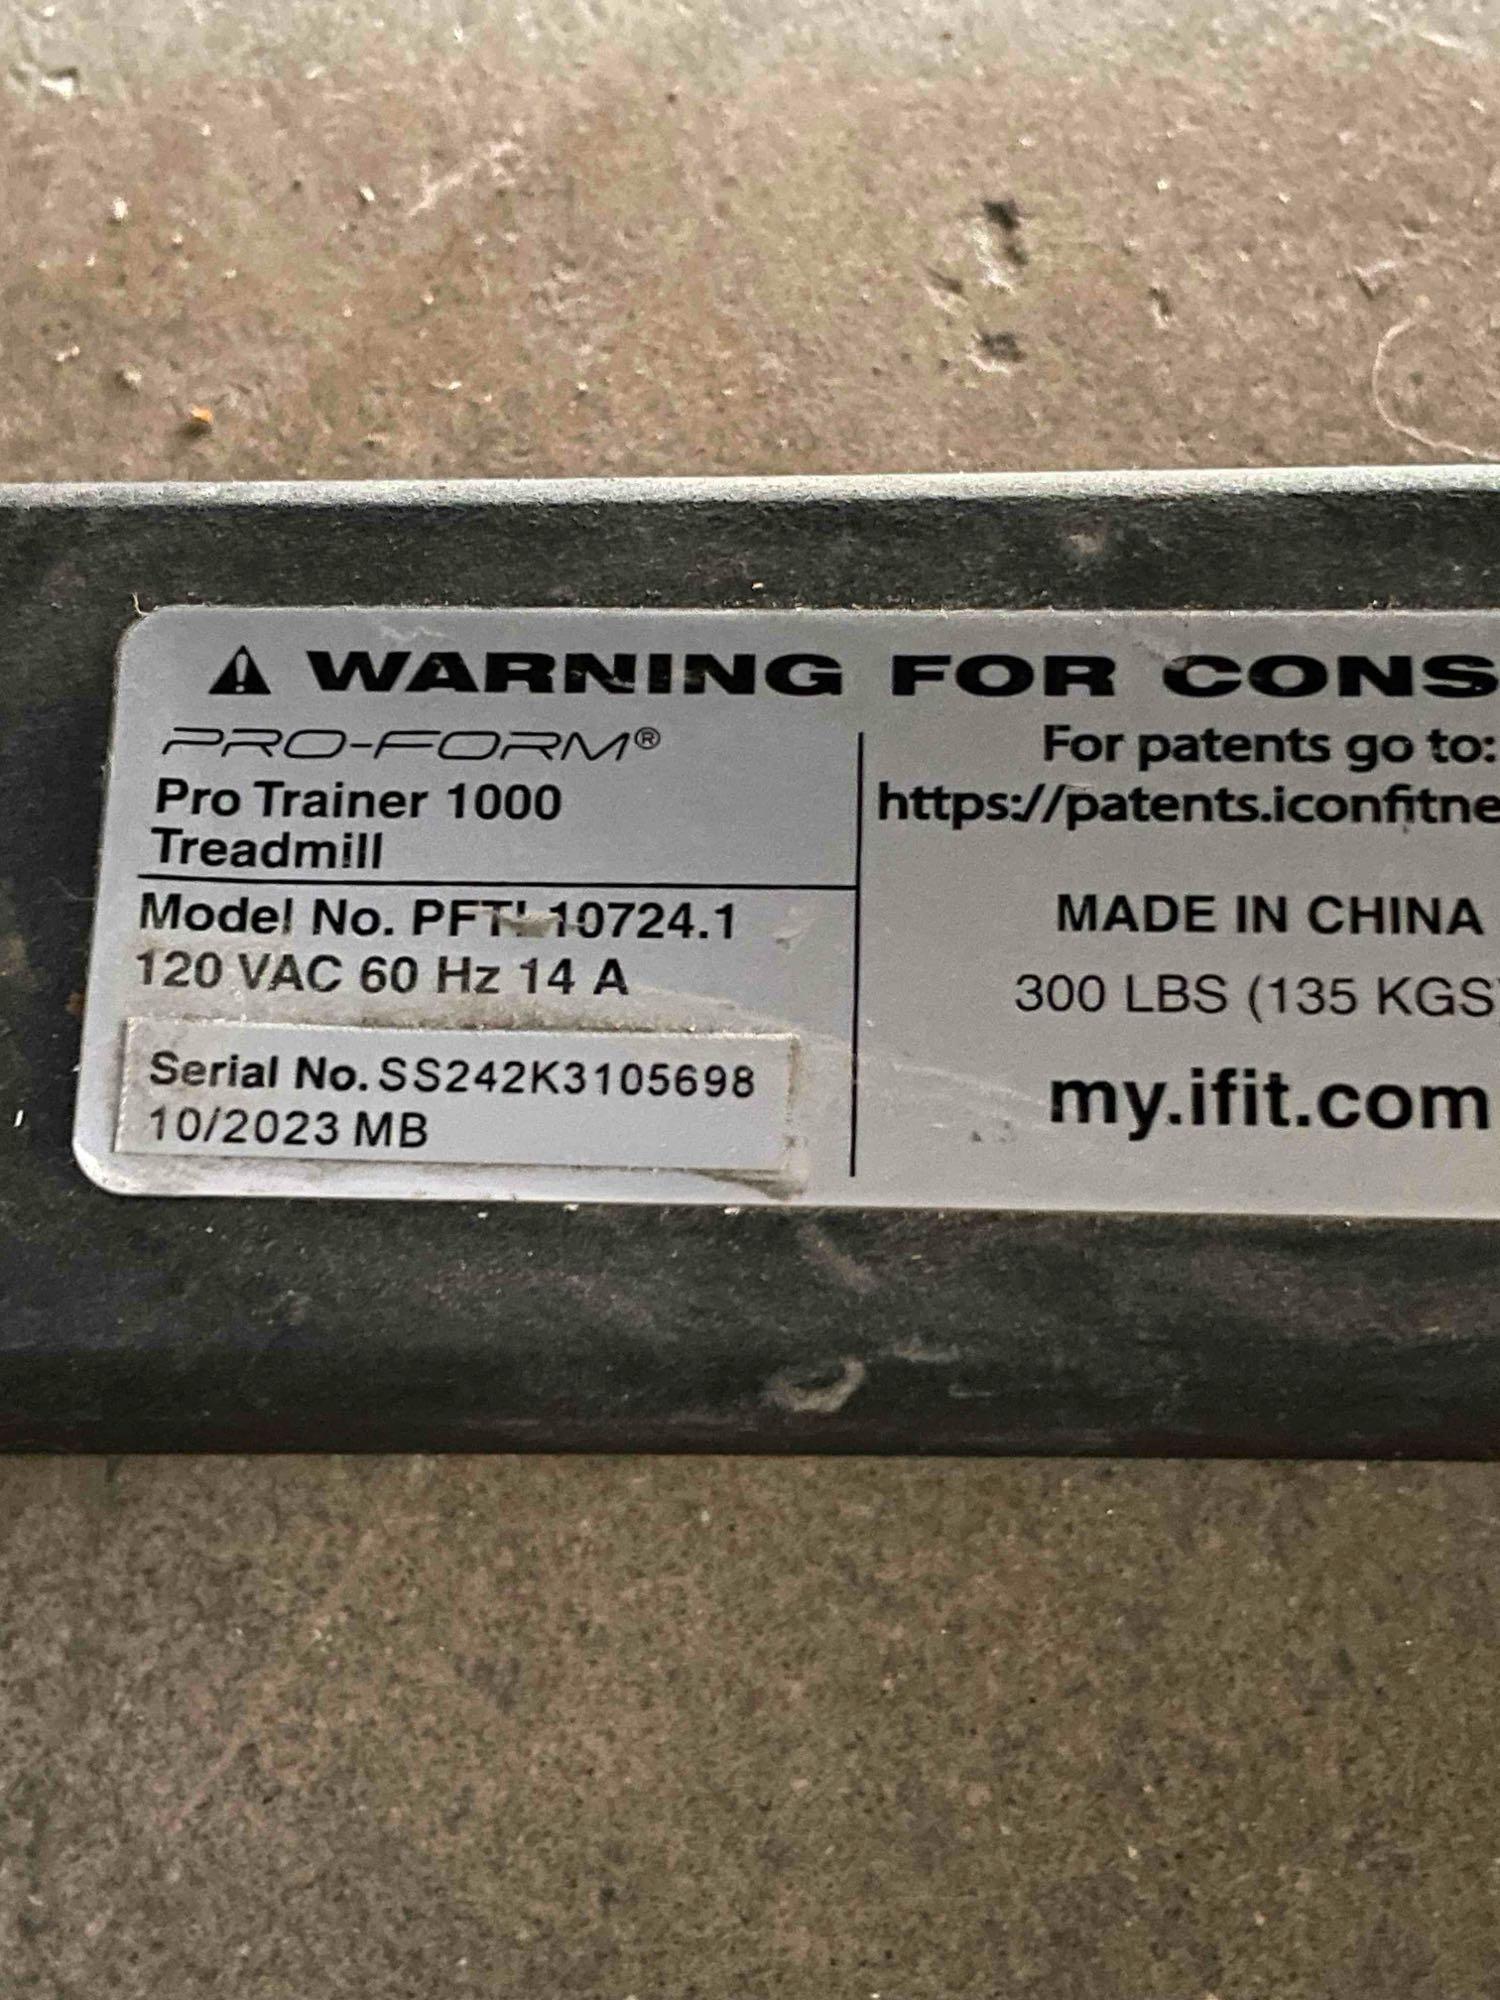 ⚠ WARNING FOR CONS
PRO-FORM®
Pro Trainer 1000
Treadmill
Model No. PFTL10724.1
120 VAC 60 Hz 14 A
Serial No. SS242K3105698
10/2023 MB
For patents go to:
https://patents.iconfitne
MADE IN CHINA
300 LBS (135 KGS
my.ifit.com